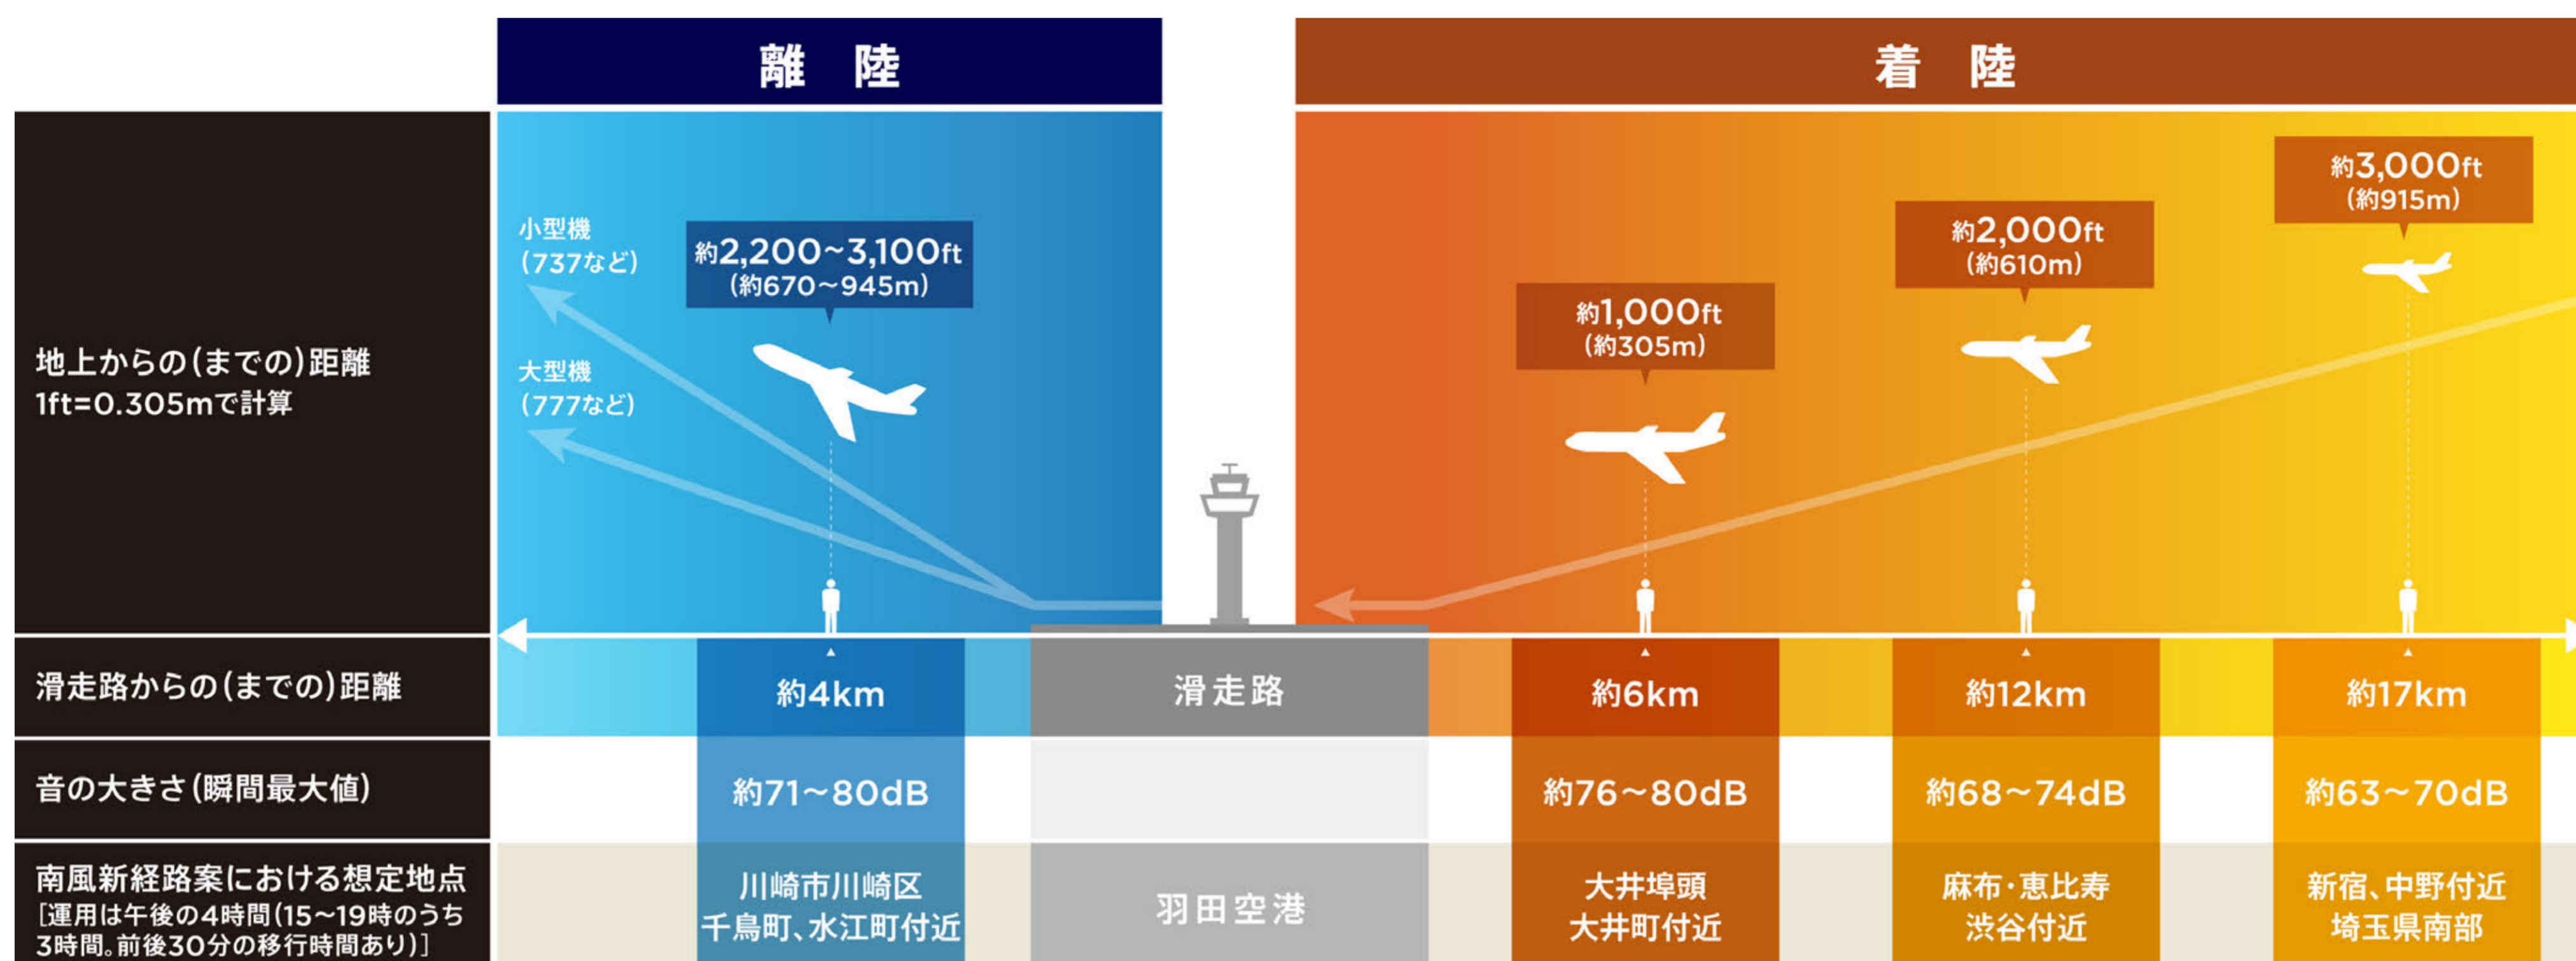 離 陸
着 陸
地上からの(までの)距離
1ft=0.305mで計算
小型機
(737など)
大型機
(777など)
約2,200~3,100ft
(約670~945m)
約1,000ft
(約305m)
約2,000ft
(約610m)
約3,000ft
(約915m)
滑走路からの(までの)距離
約4km
滑走路
約6km
約12km
約17km
音の大きさ(瞬間最大値)
約71~80dB
約76~80dB
約68~74dB
約63~70dB
南風新経路案における想定地点
[運用は午後の4時間(15~19時のうち
3時間。前後30分の移行時間あり)]
川崎市川崎区
千鳥町、水江町付近
羽田空港
大井埠頭
大井町付近
麻布・恵比寿
渋谷付近
新宿、中野付近
埼玉県南部